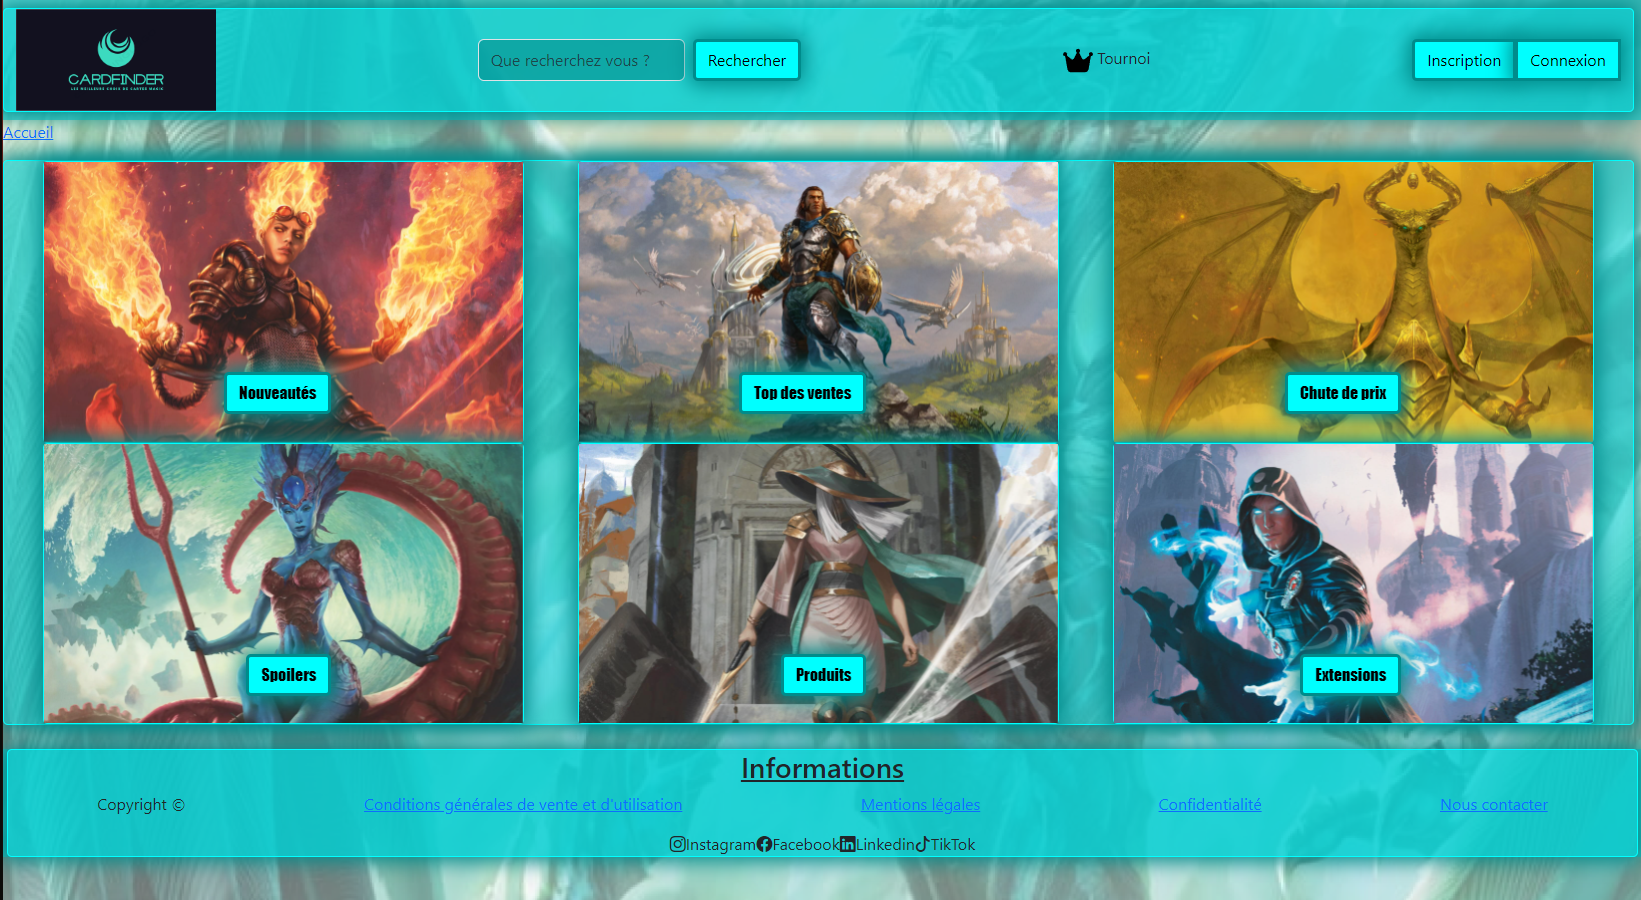 CARDFINDER
LES MEILLEURS CHOIX DE CARTES MAGIC
Que recherchez vous ?
Rechercher
Tournoi
Inscription
Connexion
Accueil
Nouveautés
Top des ventes
Chute de prix
Spoilers
Produits
Extensions
Informations
Copyright ©
Conditions générales de vente et d'utilisation
Mentions légales
Confidentialité
Nous contacter
Instagram Facebook Linkedin TikTok